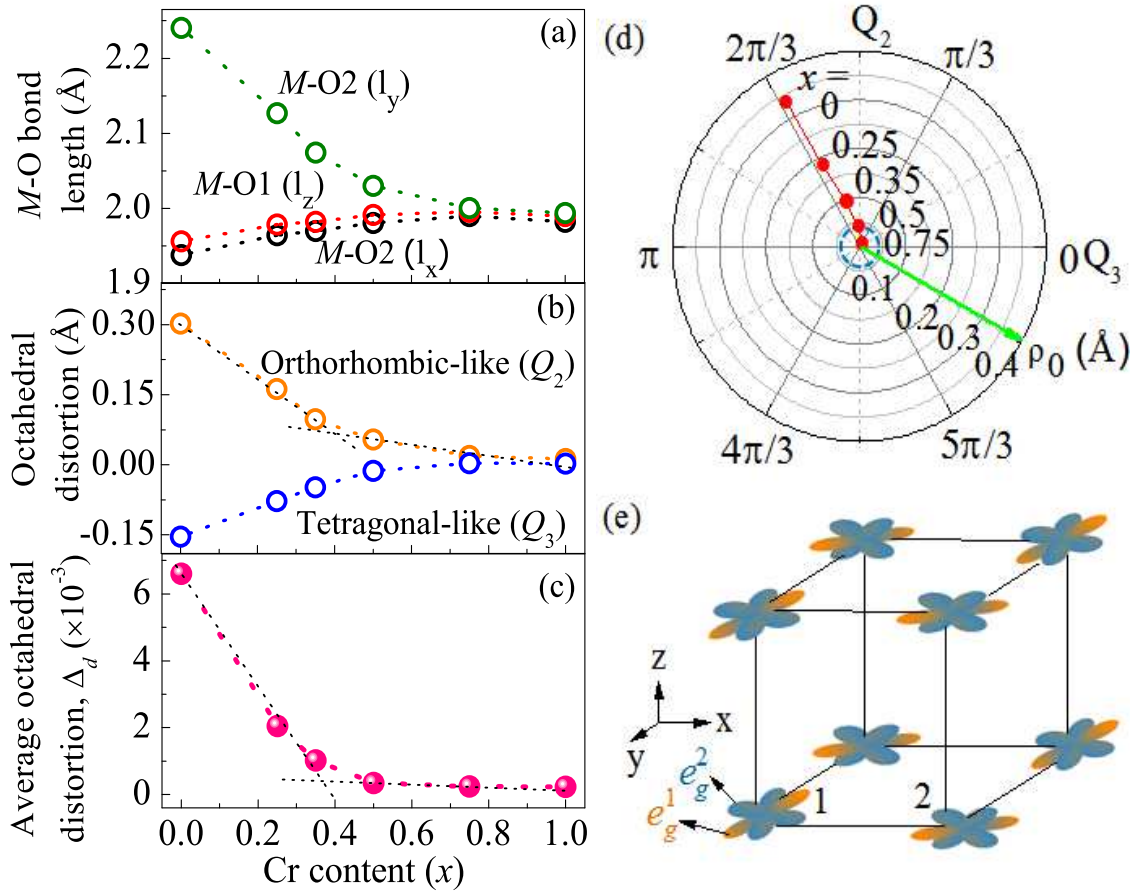 (a)
2.2
2.1
2.0
1.9
M-O bond
length (Å)
M-O2 (l_y)
M-O1 (l_z)
M-O2 (l_x)
1.9
(b)
0.30
0.15
0.00
-0.15
Octahedral
distortion (Å)
Orthorhombic-like (Q_2)
Tetragonal-like (Q_3)
(c)
6
4
2
0
Average octahedral
distortion, Δ_d (×10^-3)
0.0 0.2 0.4 0.6 0.8 1.0
Cr content (x)
(d)
Q_2
2π/3
π/3
x =
0
0.25
0.35
0.5
0.75
π
0 Q_3
0.1
0.2
0.3
0.4
ρ_0 (Å)
4π/3
5π/3
(e)
z
x
y
e_g^2
e_g^1
1
2